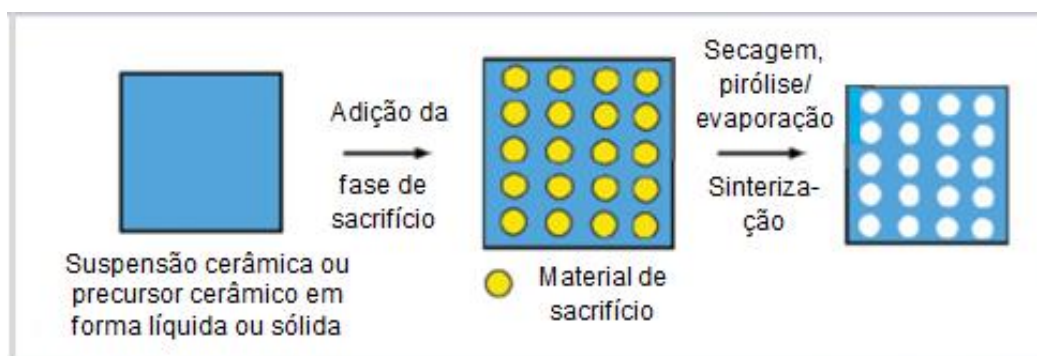 Adição da
fase de
sacrifício
Secagem,
pirólise/
evaporação
Sinteriza-
ção
Suspensão cerâmica ou
precursor cerâmico em
forma líquida ou sólida
Material de
sacrifício